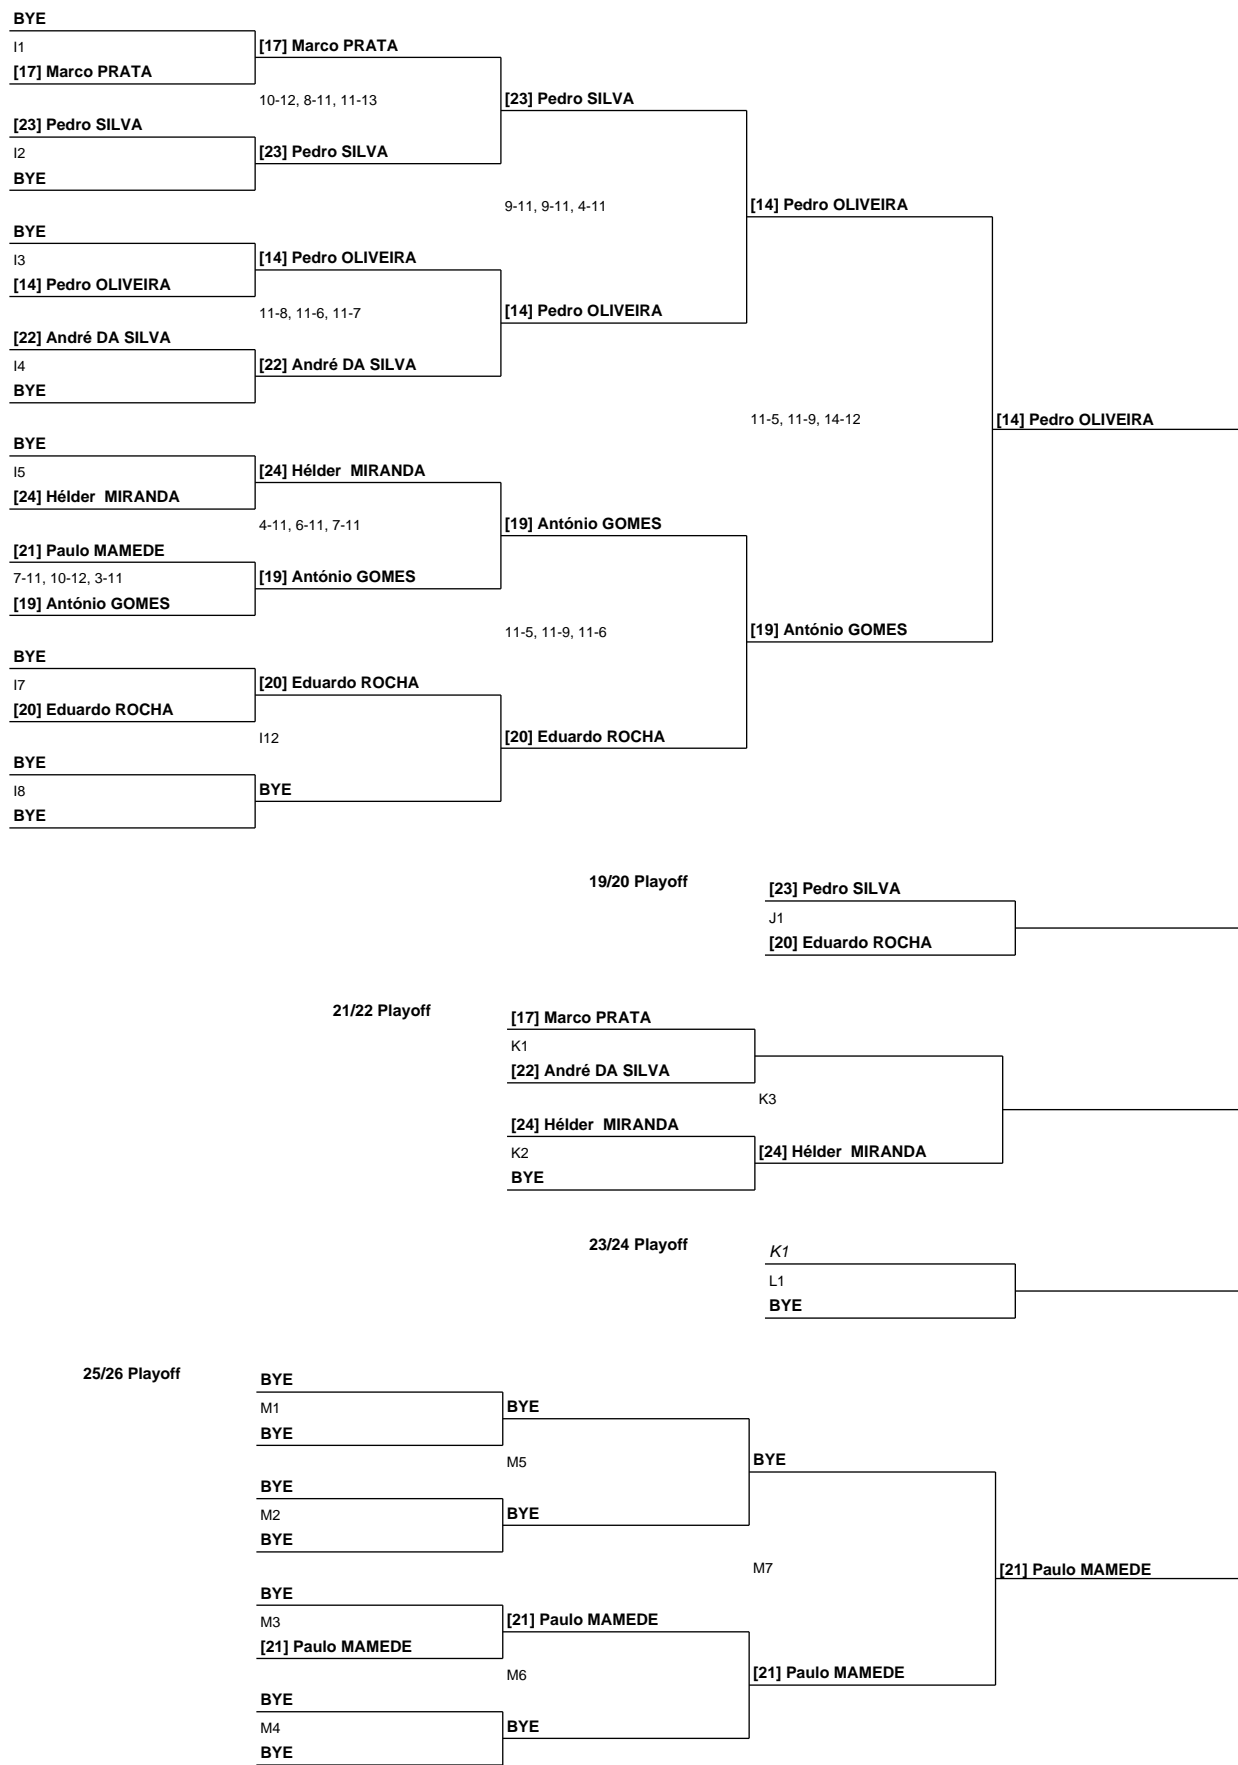 BYE
I1
[17] Marco PRATA
[17] Marco PRATA
10-12, 8-11, 11-13
[23] Pedro SILVA
[23] Pedro SILVA
I2
[23] Pedro SILVA
BYE
9-11, 9-11, 4-11
[14] Pedro OLIVEIRA
BYE
I3
[14] Pedro OLIVEIRA
[14] Pedro OLIVEIRA
11-8, 11-6, 11-7
[14] Pedro OLIVEIRA
[22] André DA SILVA
I4
[22] André DA SILVA
BYE
11-5, 11-9, 14-12
[14] Pedro OLIVEIRA
BYE
I5
[24] Hélder  MIRANDA
[24] Hélder  MIRANDA
4-11, 6-11, 7-11
[19] António GOMES
[21] Paulo MAMEDE
7-11, 10-12, 3-11
[19] António GOMES
[19] António GOMES
11-5, 11-9, 11-6
[19] António GOMES
BYE
I7
[20] Eduardo ROCHA
[20] Eduardo ROCHA
I12
[20] Eduardo ROCHA
BYE
I8
BYE
BYE
19/20 Playoff
[23] Pedro SILVA
J1
[20] Eduardo ROCHA
21/22 Playoff
[17] Marco PRATA
K1
[22] André DA SILVA
K3
[24] Hélder  MIRANDA
K2
[24] Hélder  MIRANDA
BYE
23/24 Playoff
K1
L1
BYE
25/26 Playoff
BYE
M1
BYE
BYE
M5
BYE
BYE
M2
BYE
BYE
M7
[21] Paulo MAMEDE
BYE
M3
[21] Paulo MAMEDE
[21] Paulo MAMEDE
M6
[21] Paulo MAMEDE
BYE
M4
BYE
BYE